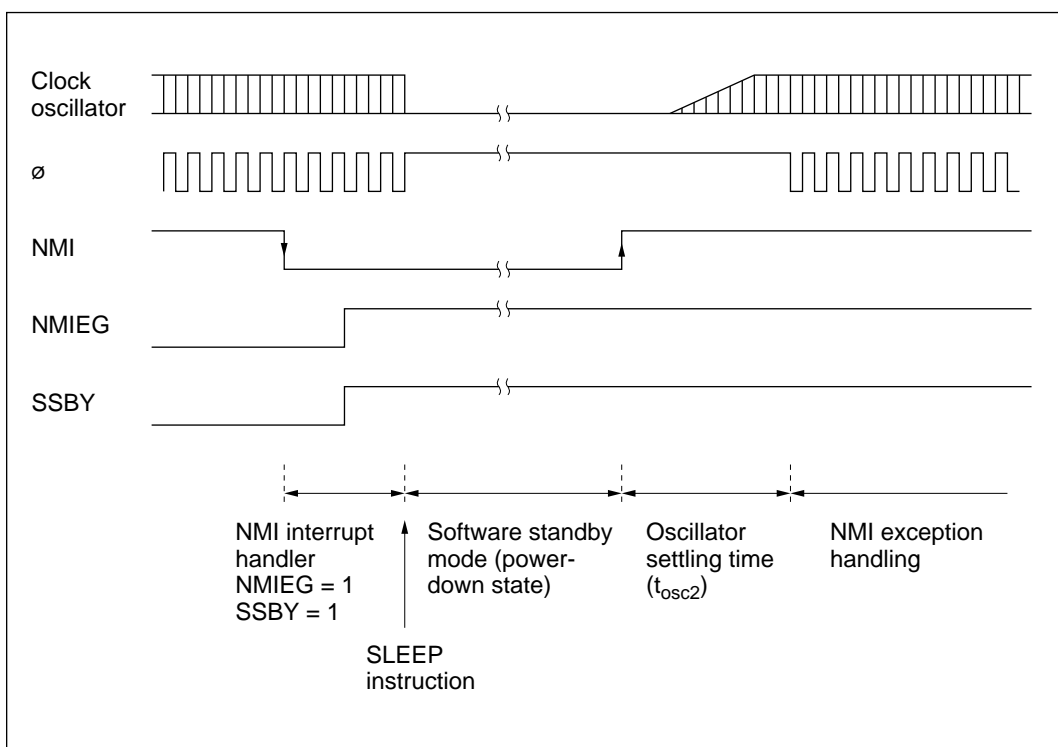 Clock
oscillator
ø
NMI
NMIEG
SSBY
NMI interrupt
handler
NMIEG = 1
SSBY = 1
Software standby
mode (power-
down state)
Oscillator
settling time
(tosc2)
NMI exception
handling
SLEEP
instruction